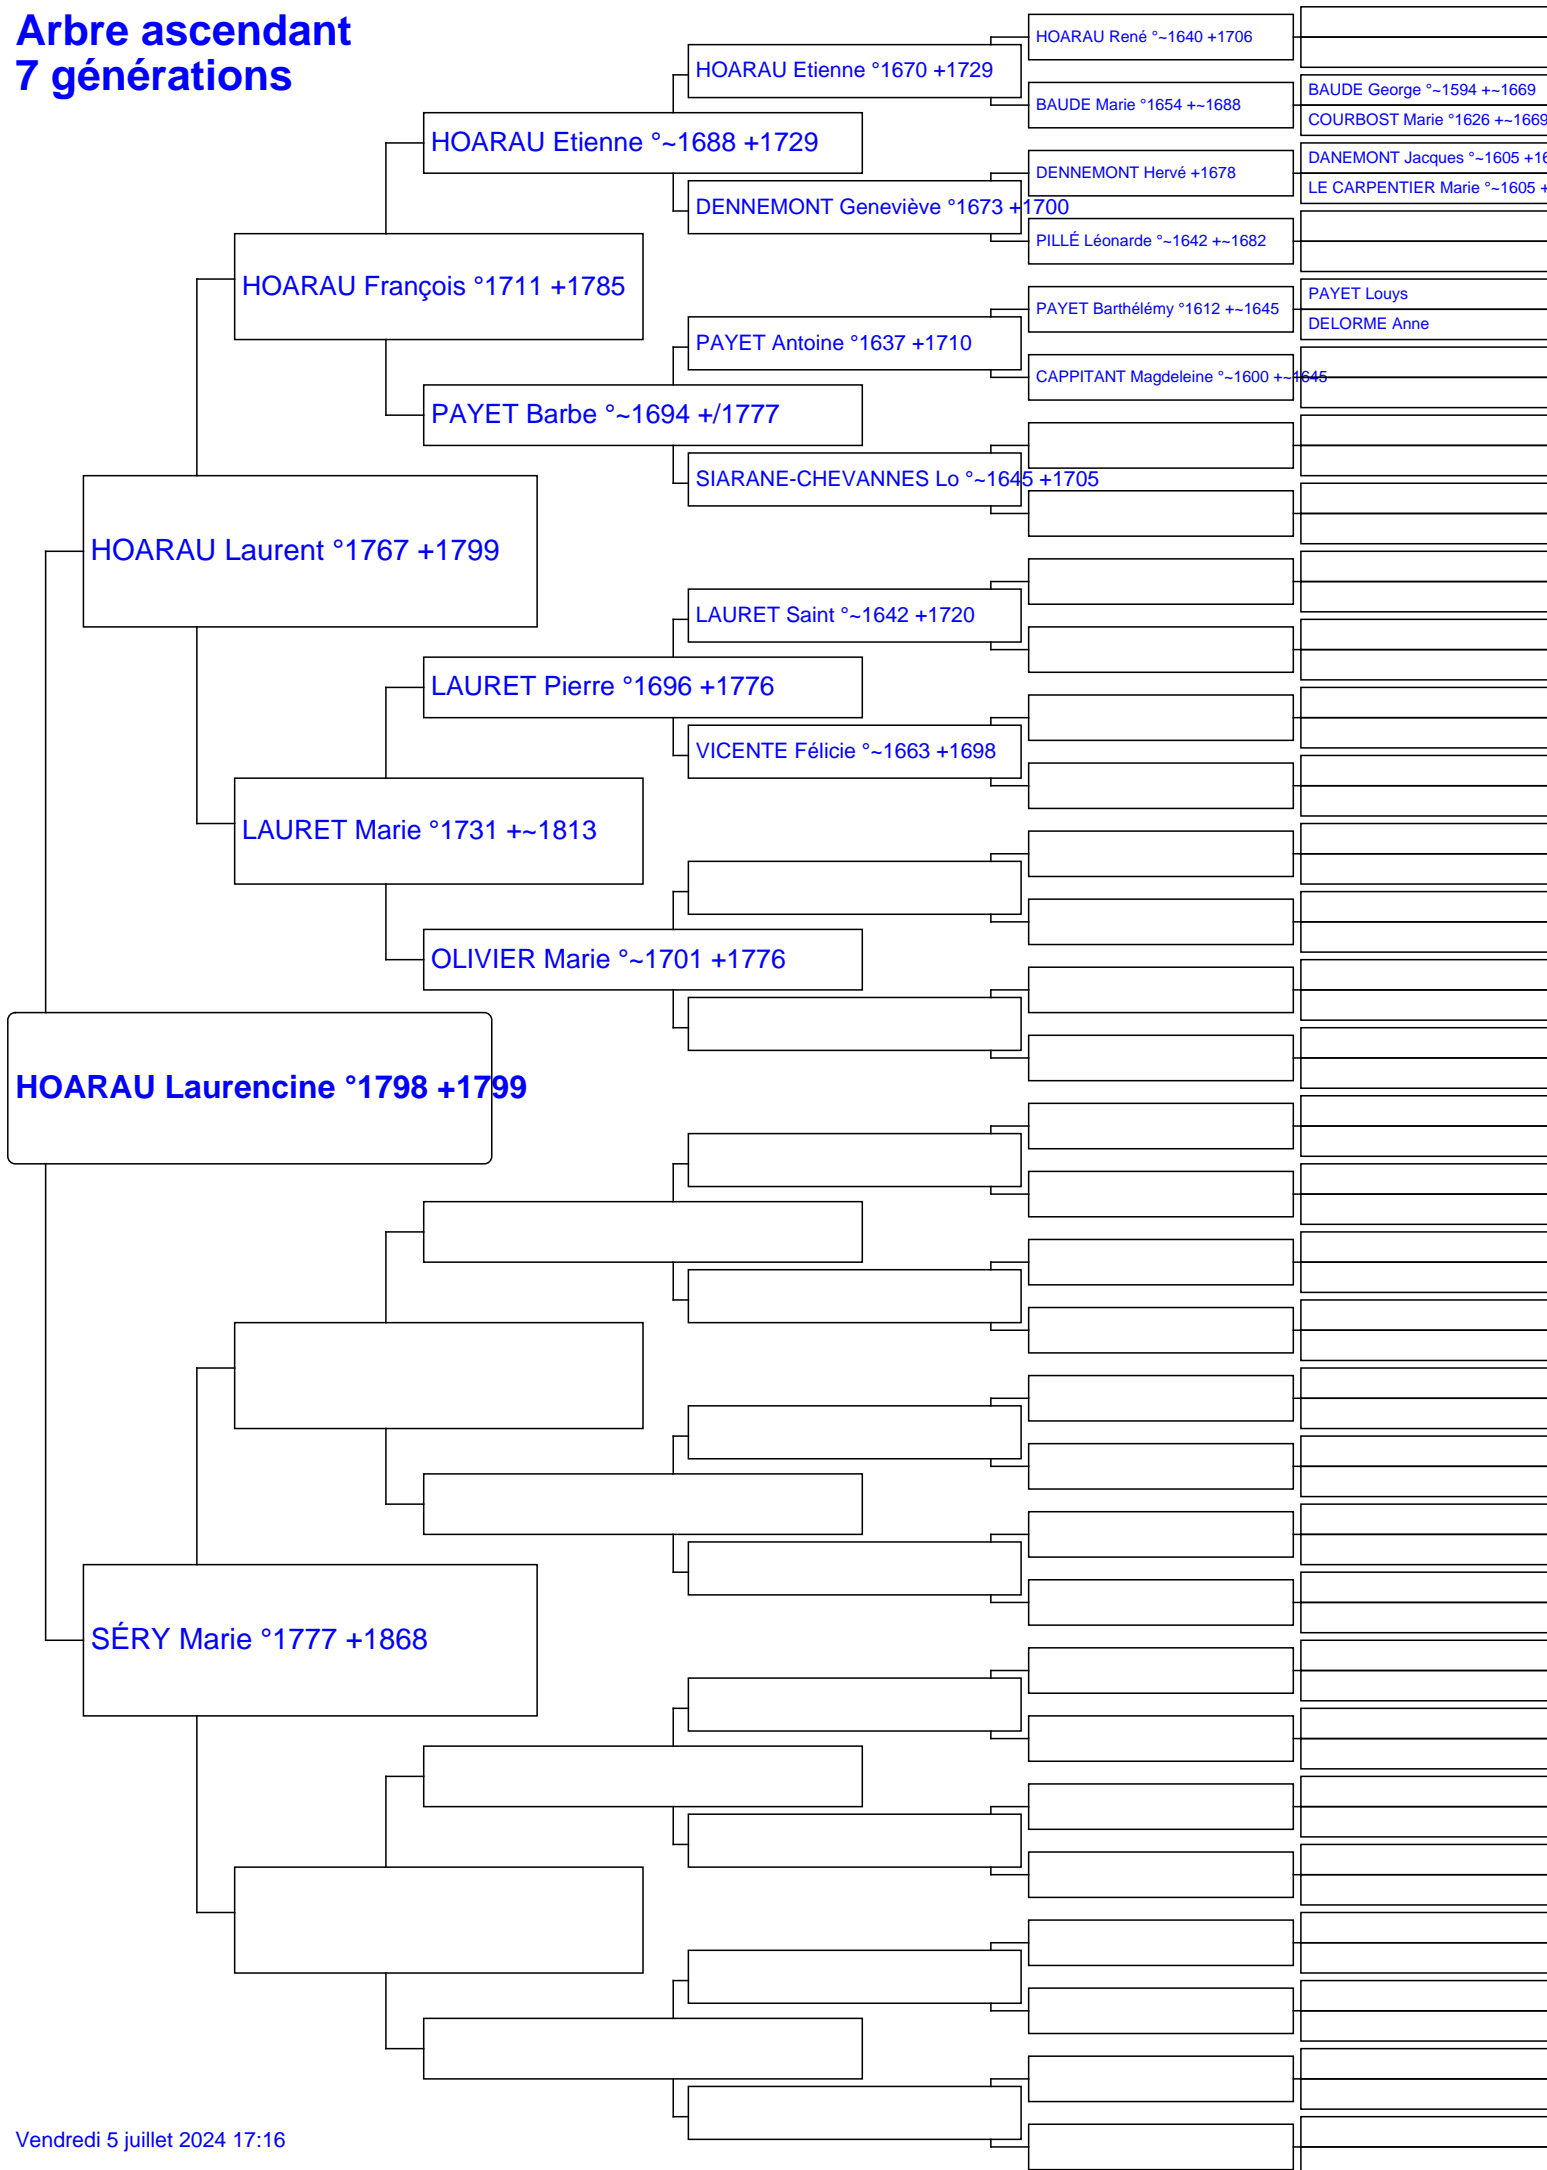 Arbre ascendant
7 générations
HOARAU René °~1640 +1706
HOARAU Etienne °1670 +1729
BAUDE George °~1594 +~1669
BAUDE Marie °1654 +~1688
COURBOST Marie °1626 +~1669
HOARAU Etienne °~1688 +1729
DANEMONT Jacques °~1605 +16
DENNEMONT Hervé +1678
LE CARPENTIER Marie °~1605 +
DENNEMONT Geneviève °1673 +1700
PILLÉ Léonarde °~1642 +~1682
HOARAU François °1711 +1785
PAYET Louys
PAYET Barthélémy °1612 +~1645
DELORME Anne
PAYET Antoine °1637 +1710
CAPPITANT Magdeleine °~1600 +~1645
PAYET Barbe °~1694 +/1777
SIARANE-CHEVANNES Lo °~1645 +1705
HOARAU Laurent °1767 +1799
LAURET Saint °~1642 +1720
LAURET Pierre °1696 +1776
VICENTE Félicie °~1663 +1698
LAURET Marie °1731 +~1813
OLIVIER Marie °~1701 +1776
HOARAU Laurencine °1798 +1799
SÉRY Marie °1777 +1868
Vendredi 5 juillet 2024 17:16